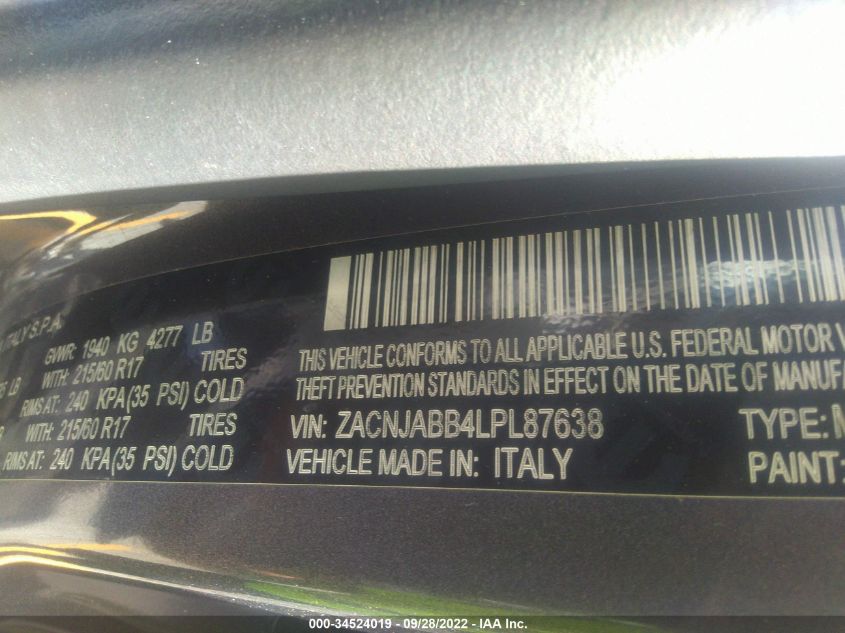 ITALY S.P.A.
GVWR: 1940 KG 4277 LB
LB WITH: 215/60 R17 TIRES
RIMS AT: 240 KPA(35 PSI) COLD
WITH: 215/60 R17 TIRES
RIMS AT: 240 KPA(35 PSI) COLD
THIS VEHICLE CONFORMS TO ALL APPLICABLE U.S. FEDERAL MOTOR V
THEFT PREVENTION STANDARDS IN EFFECT ON THE DATE OF MANUFA
VIN: ZACNJABB4LPL87638 TYPE:
VEHICLE MADE IN: ITALY PAINT:
000-34524019 - 09/28/2022 - IAA Inc.